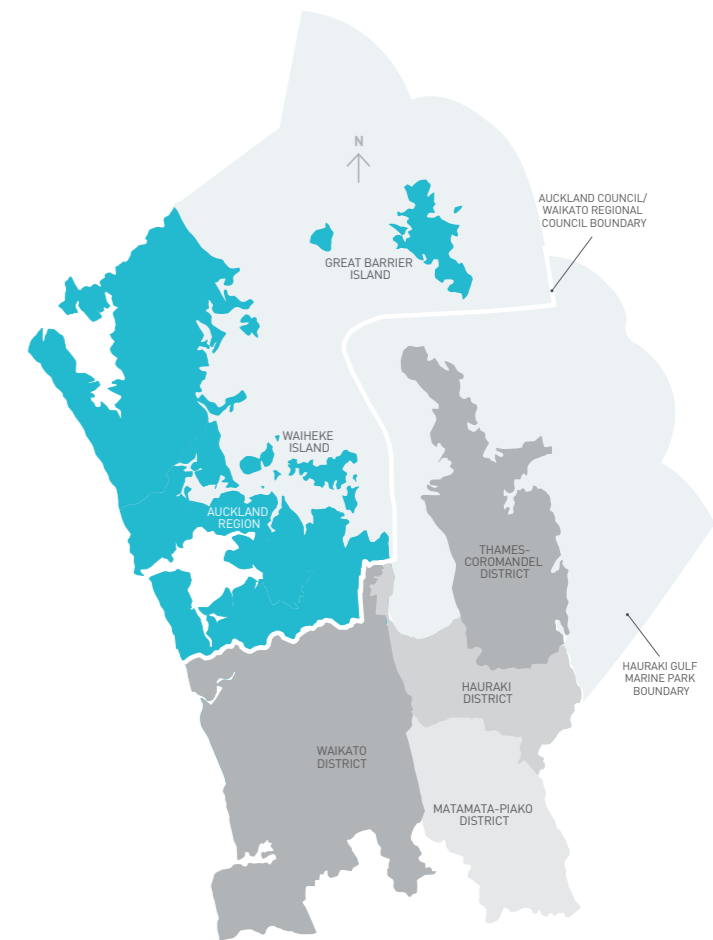 N
AUCKLAND COUNCIL/
WAIKATO REGIONAL
COUNCIL BOUNDARY
GREAT BARRIER
ISLAND
WAIHEKE
ISLAND
AUCKLAND
REGION
THAMES-
COROMANDEL
DISTRICT
HAURAKI GULF
MARINE PARK
BOUNDARY
HAURAKI
DISTRICT
WAIKATO
DISTRICT
MATAMATA-PIAKO
DISTRICT